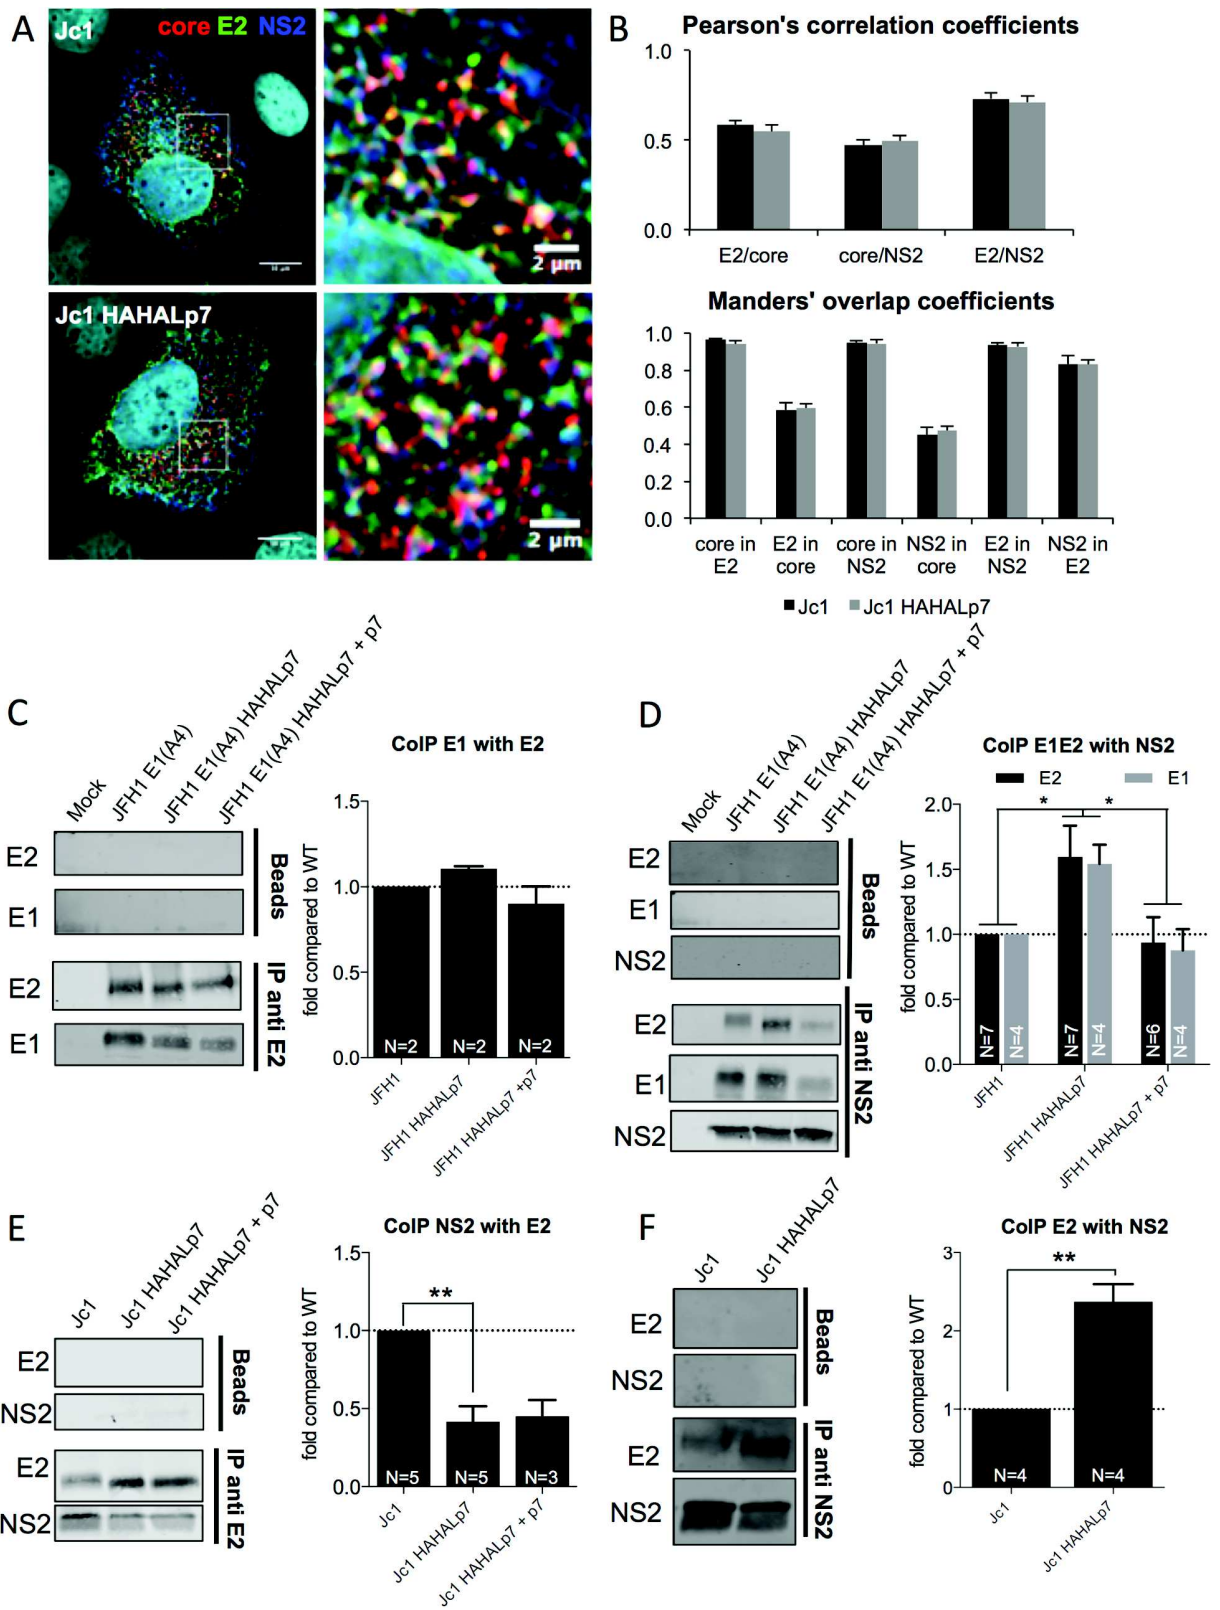 A
Jc1
core E2 NS2
2 µm
Jc1 HAHALp7
2 µm
B
Pearson's correlation coefficients
1.0
0.5
0.0
E2/core
core/NS2
E2/NS2
Manders' overlap coefficients
1.0
0.8
0.6
0.4
0.2
0.0
core in E2
E2 in core
core in NS2
NS2 in core
E2 in NS2
NS2 in E2
Jc1
Jc1 HAHALp7
C
Mock
JFH1 E1(A4)
JFH1 E1(A4) HAHALp7
JFH1 E1(A4) HAHALp7 + p7
E2
E1
Beads
E2
E1
IP anti E2
CoIP E1 with E2
fold compared to WT
1.5
1.0
0.5
0.0
N=2
N=2
N=2
JFH1
JFH1 HAHALp7
JFH1 HAHALp7 +p7
D
Mock
JFH1 E1(A4)
JFH1 E1(A4) HAHALp7
JFH1 E1(A4) HAHALp7 + p7
E2
E1
NS2
Beads
E2
E1
NS2
IP anti NS2
CoIP E1E2 with NS2
E2
E1
fold compared to WT
2.0
1.5
1.0
0.5
0.0
*
*
N=7
N=4
N=7
N=4
N=6
N=4
JFH1
JFH1 HAHALp7
JFH1 HAHALp7 + p7
E
Jc1
Jc1 HAHALp7
Jc1 HAHALp7 + p7
E2
NS2
Beads
E2
NS2
IP anti E2
CoIP NS2 with E2
fold compared to WT
1.5
1.0
0.5
0.0
**
N=5
N=5
N=3
Jc1
Jc1 HAHALp7
Jc1 HAHALp7 + p7
F
Jc1
Jc1 HAHALp7
E2
NS2
Beads
E2
NS2
IP anti NS2
CoIP E2 with NS2
fold compared to WT
3
2
1
0
**
N=4
N=4
Jc1
Jc1 HAHALp7